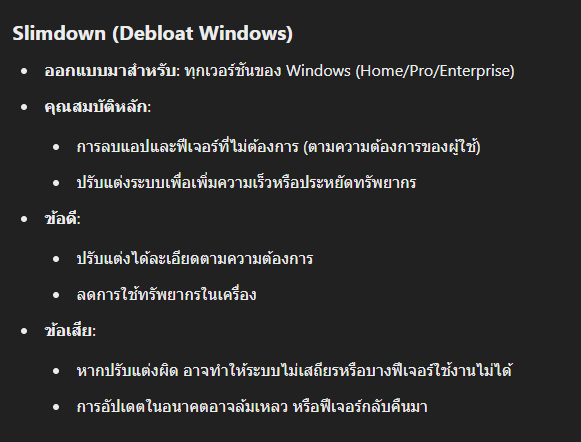 Slimdown (Debloat Windows)
• ออกแบบมาสำหรับ: ทุกเวอร์ชันของ Windows (Home/Pro/Enterprise)
• คุณสมบัติหลัก:
• การลบแอปและฟีเจอร์ที่ไม่ต้องการ (ตามความต้องการของผู้ใช้)
• ปรับแต่งระบบเพื่อเพิ่มความเร็วหรือประหยัดทรัพยากร
• ข้อดี:
• ปรับแต่งได้ละเอียดตามความต้องการ
• ลดการใช้ทรัพยากรในเครื่อง
• ข้อเสีย:
• หากปรับแต่งผิด อาจทำให้ระบบไม่เสถียรหรือบางฟีเจอร์ใช้งานไม่ได้
• การอัปเดตในอนาคตอาจล้มเหลว หรือฟีเจอร์กลับคืนมา